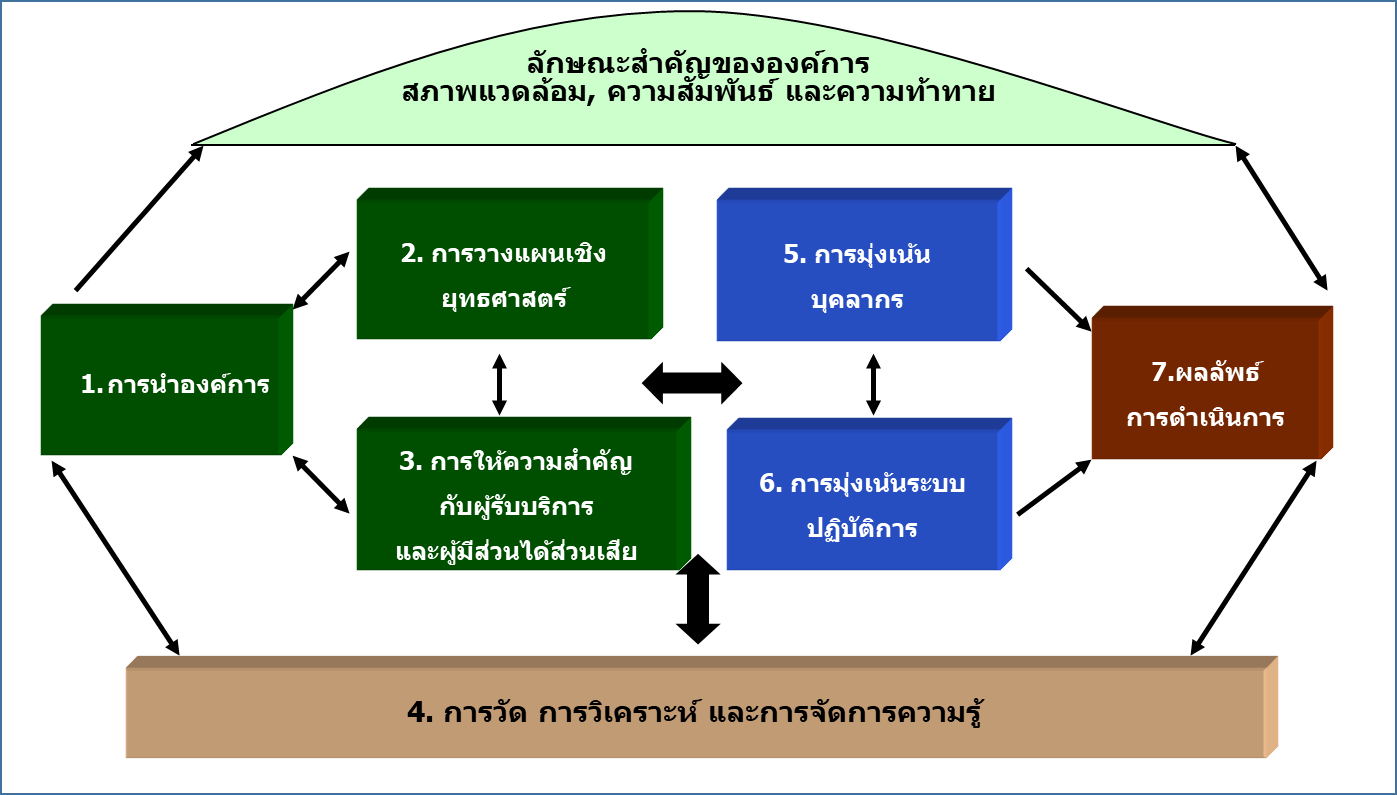 ลักษณะสำคัญขององค์การ
สภาพแวดล้อม, ความสัมพันธ์ และความท้าทาย
1. การนำองค์การ
2. การวางแผนเชิง
ยุทธศาสตร์
3. การให้ความสำคัญ
กับผู้รับบริการ
และผู้มีส่วนได้ส่วนเสีย
5. การมุ่งเน้น
บุคลากร
6. การมุ่งเน้นระบบ
ปฏิบัติการ
7.ผลลัพธ์
การดำเนินการ
4. การวัด การวิเคราะห์ และการจัดการความรู้